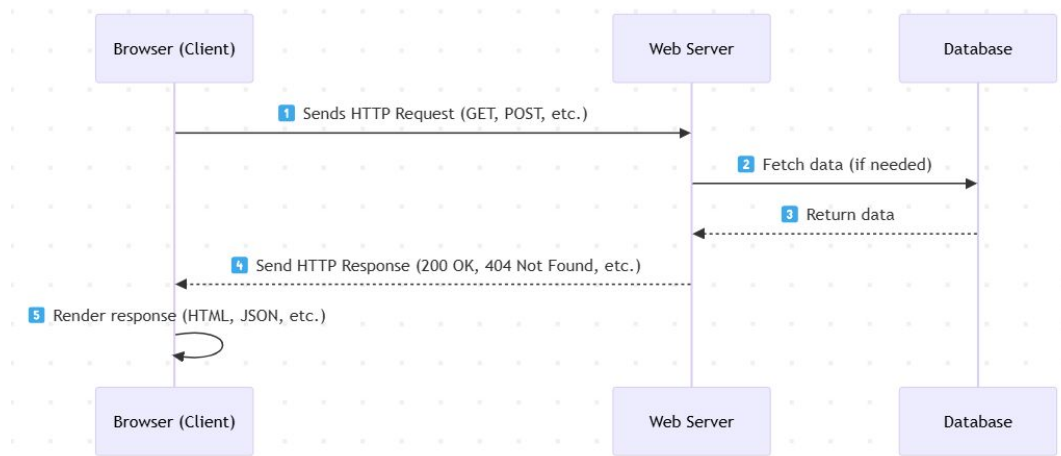 Browser (Client)
Web Server
Database
1 Sends HTTP Request (GET, POST, etc.)
2 Fetch data (if needed)
3 Return data
4 Send HTTP Response (200 OK, 404 Not Found, etc.)
5 Render response (HTML, JSON, etc.)
Browser (Client)
Web Server
Database